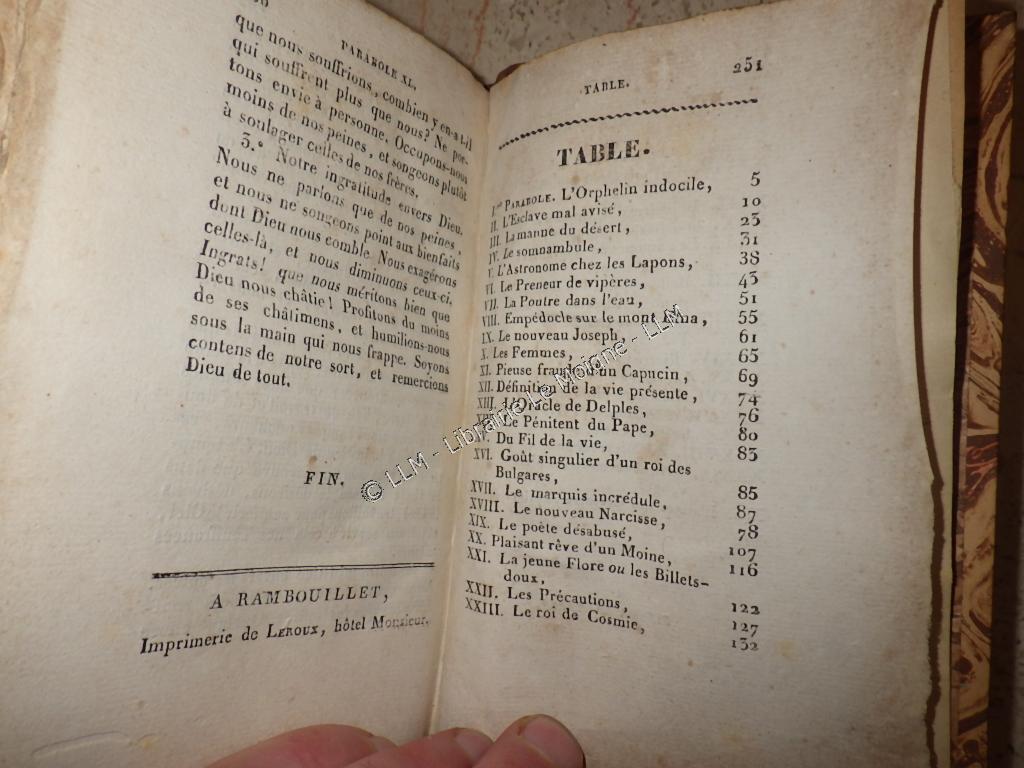 PARABOLE XL.
que nous souffrions, combien y en a-t-il
qui souffrent plus que nous? Ne por-
tons envie à personne. Occupons-nous
moins de nos peines, et songeons plutôt
à soulager celles de nos frères.
3.° Notre ingratitude envers Dieu.
Nous ne parlons que de nos peines,
et nous ne songeons point aux bienfaits
dont Dieu nous comble. Nous exagérons
celles-là, et nous diminuons ceux-ci,
Ingrats! que nous méritons bien que
Dieu nous châtie! Profitons du moins
de ses châtimens, et humilions-nous
sous la main qui nous frappe. Soyons
contens de notre sort, et remercions
Dieu de tout.
FIN.
A RAMBOUILLET,
Imprimerie de LEROUX, hôtel Monsieur.
TABLE. 251
TABLE.
I.re PARABOLE. L'Orphelin indocile, 5
II. L'Esclave mal avisé, 10
III. La manne du désert, 23
IV. Le somnambule, 31
V. L'Astronome chez les Lapons, 38
VI. Le Preneur de vipères, 43
VII. La Poutre dans l'eau, 51
VIII. Empédocle sur le mont Etna, 55
IX. Le nouveau Joseph, 61
X. Les Femmes, 65
XI. Pieuse fraude d'un Capucin, 69
XII. Définition de la vie présente, 74
XIII. L'Oracle de Delples, 76
XIV. Le Pénitent du Pape, 80
XV. Du Fil de la vie, 83
XVI. Goût singulier d'un roi des
Bulgares, 85
XVII. Le marquis incrédule, 87
XVIII. Le nouveau Narcisse, 78
XIX. Le poète désabusé, 107
XX. Plaisant rêve d'un Moine, 116
XXI. La jeune Flore ou les Billets-
doux, 122
XXII. Les Précautions, 127
XXIII. Le roi de Cosmie, 132
© LLM - Librairie Le Moigne - LLM